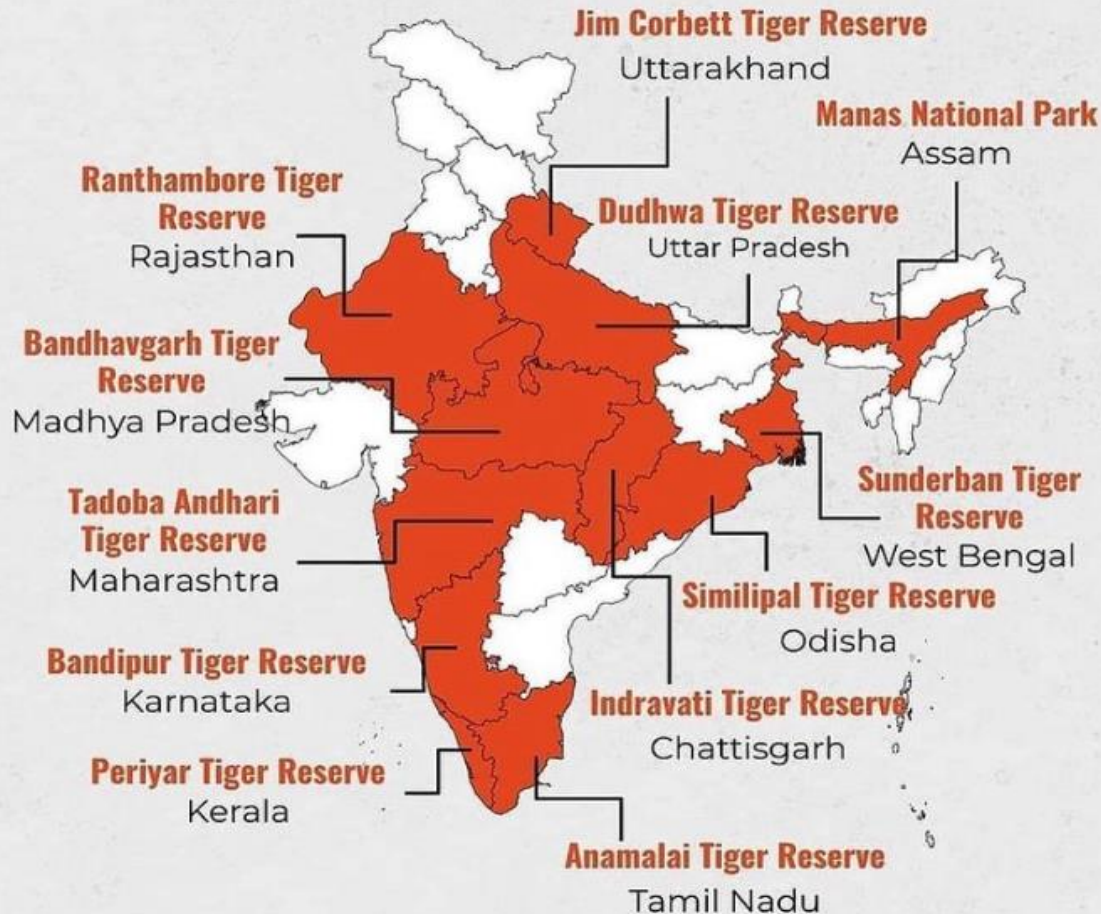 Jim Corbett Tiger Reserve
Uttarakhand
Manas National Park
Assam
Ranthambore Tiger
Reserve
Rajasthan
Dudhwa Tiger Reserve
Uttar Pradesh
Bandhavgarh Tiger
Reserve
Madhya Pradesh
Sunderban Tiger
Reserve
West Bengal
Tadoba Andhari
Tiger Reserve
Maharashtra
Similipal Tiger Reserve
Odisha
Bandipur Tiger Reserve
Karnataka
Indravati Tiger Reserve
Chattisgarh
Periyar Tiger Reserve
Kerala
Anamalai Tiger Reserve
Tamil Nadu